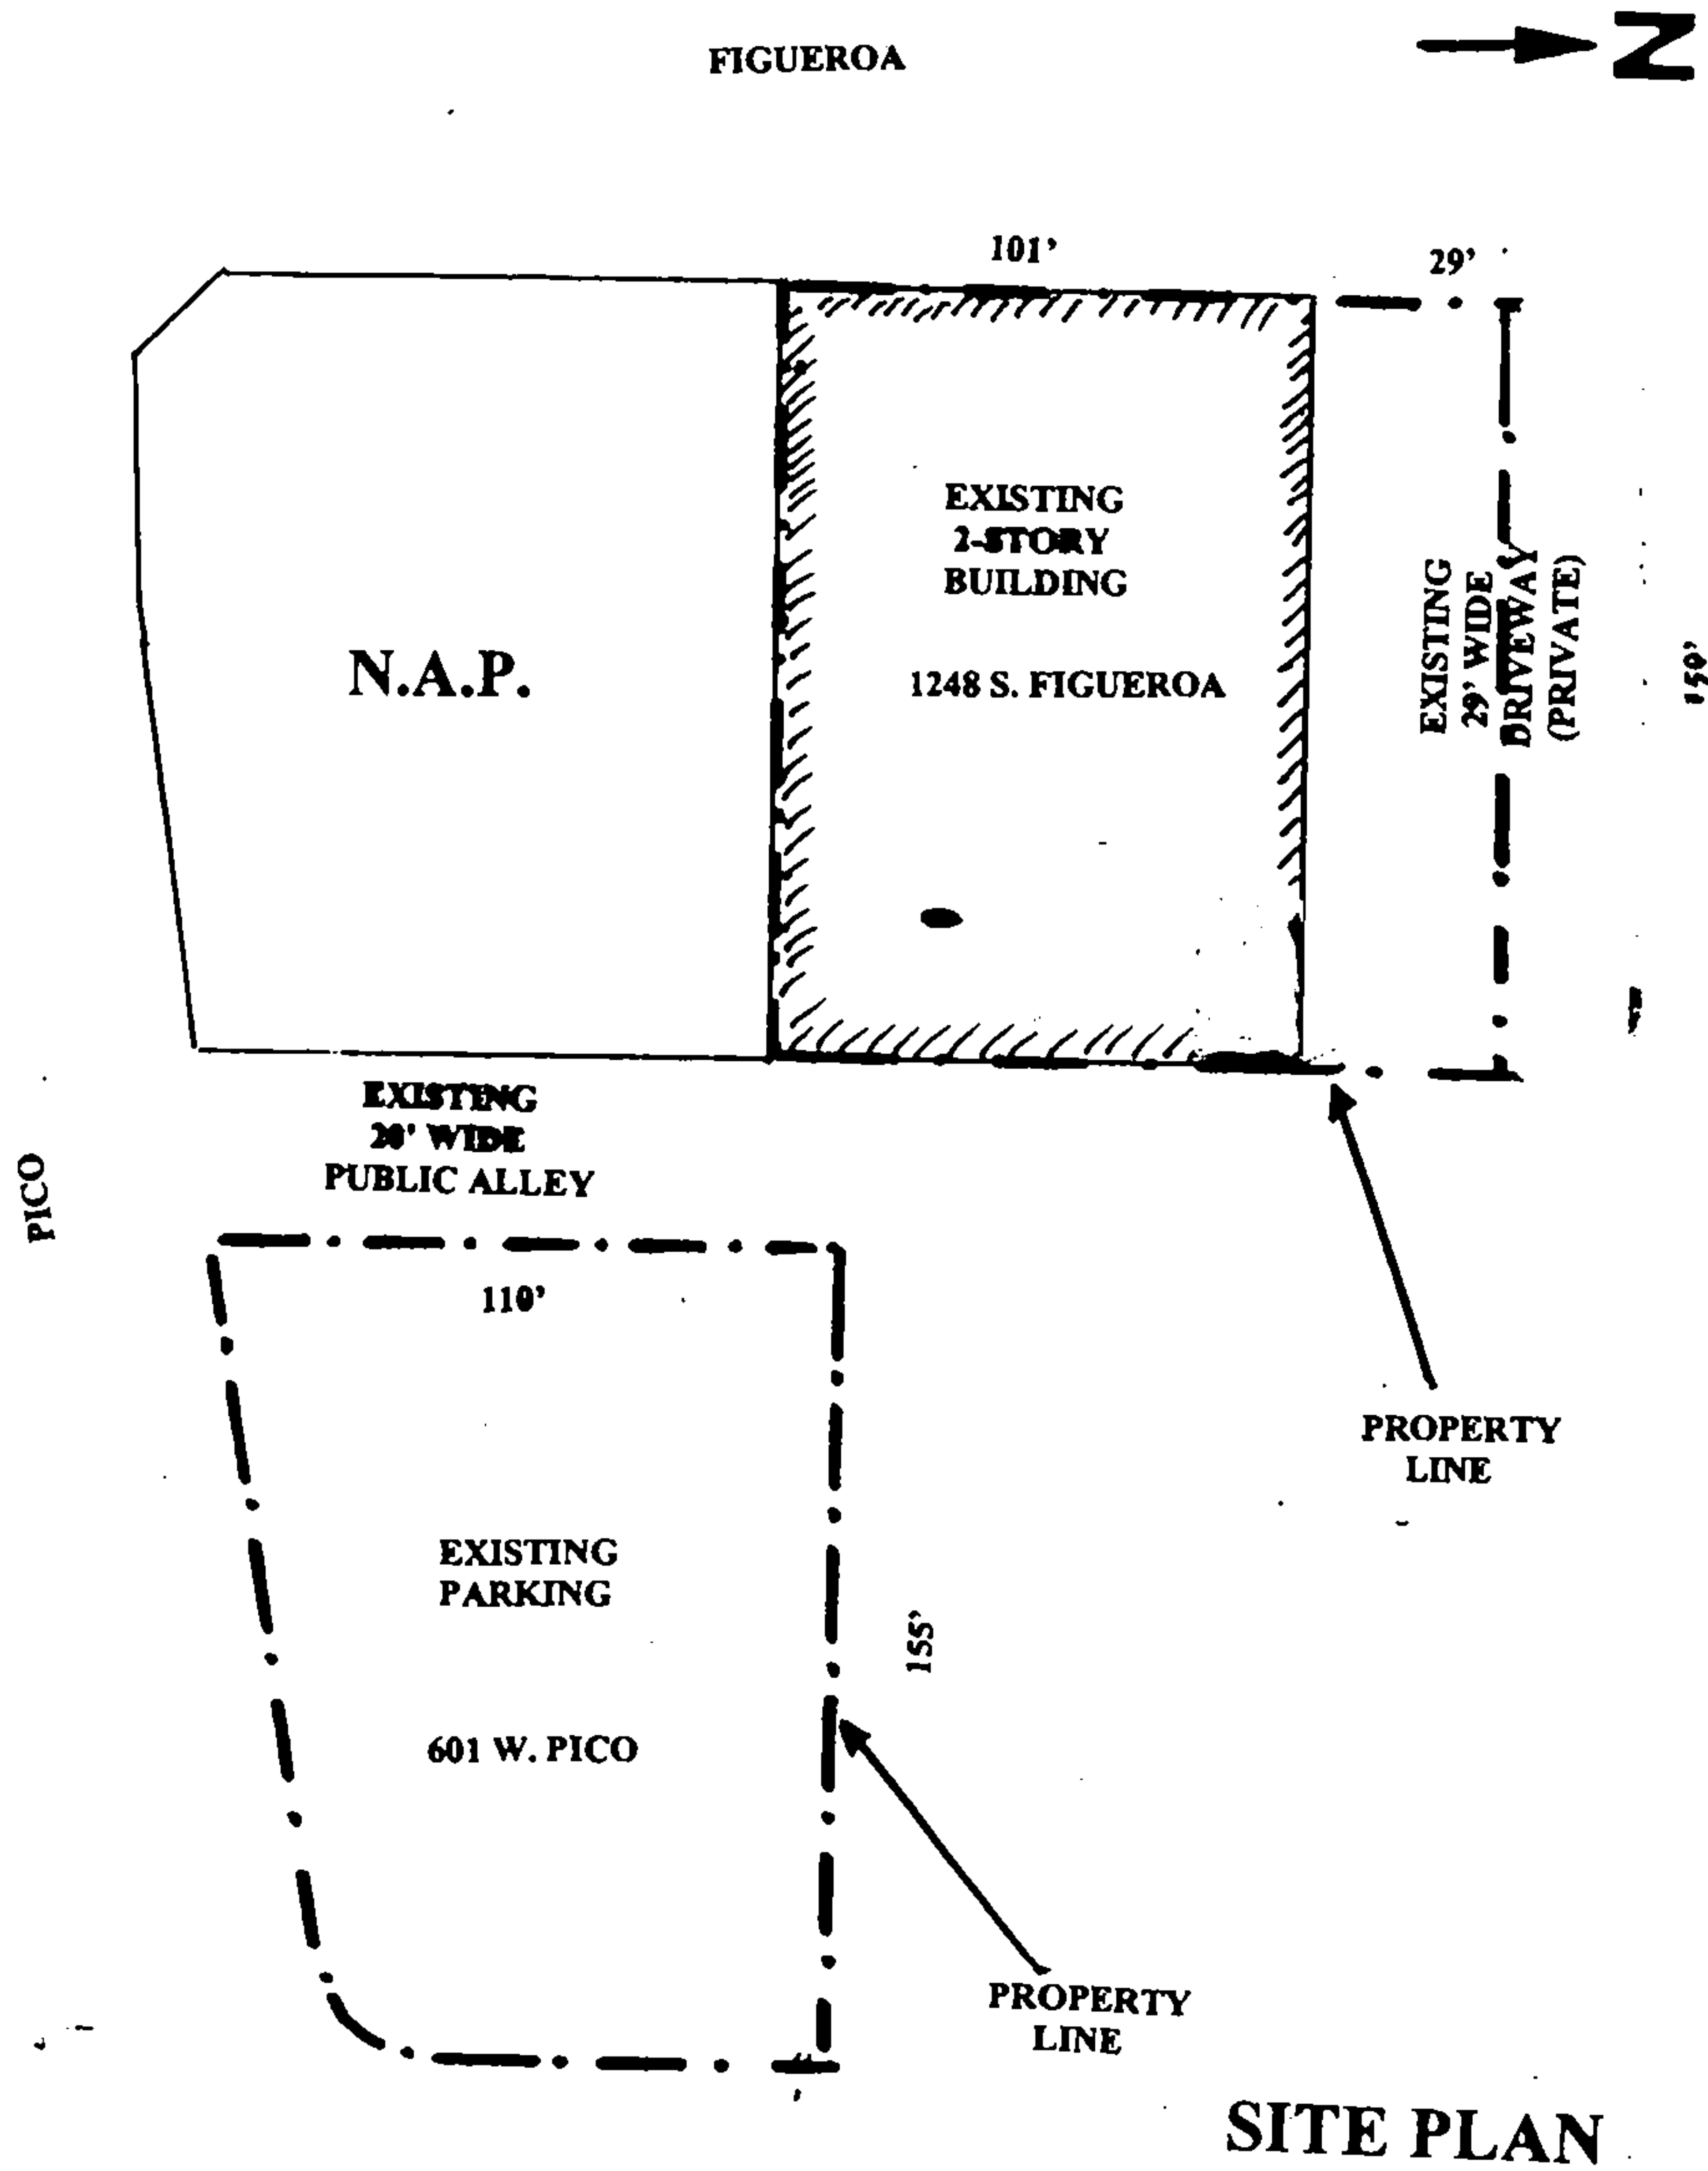 FIGUEROA
N
101’
29’
EXISTING
2-STORY
BUILDING
1248 S. FIGUEROA
N.A.P.
EXISTING
29’ WIDE
DRIVEWAY
(PRIVATE)
159’
EXISTING
20' WIDE
PUBLIC ALLEY
PICO
110’
PROPERTY
LINE
EXISTING
PARKING
155’
601 W. PICO
PROPERTY
LINE
SITE PLAN